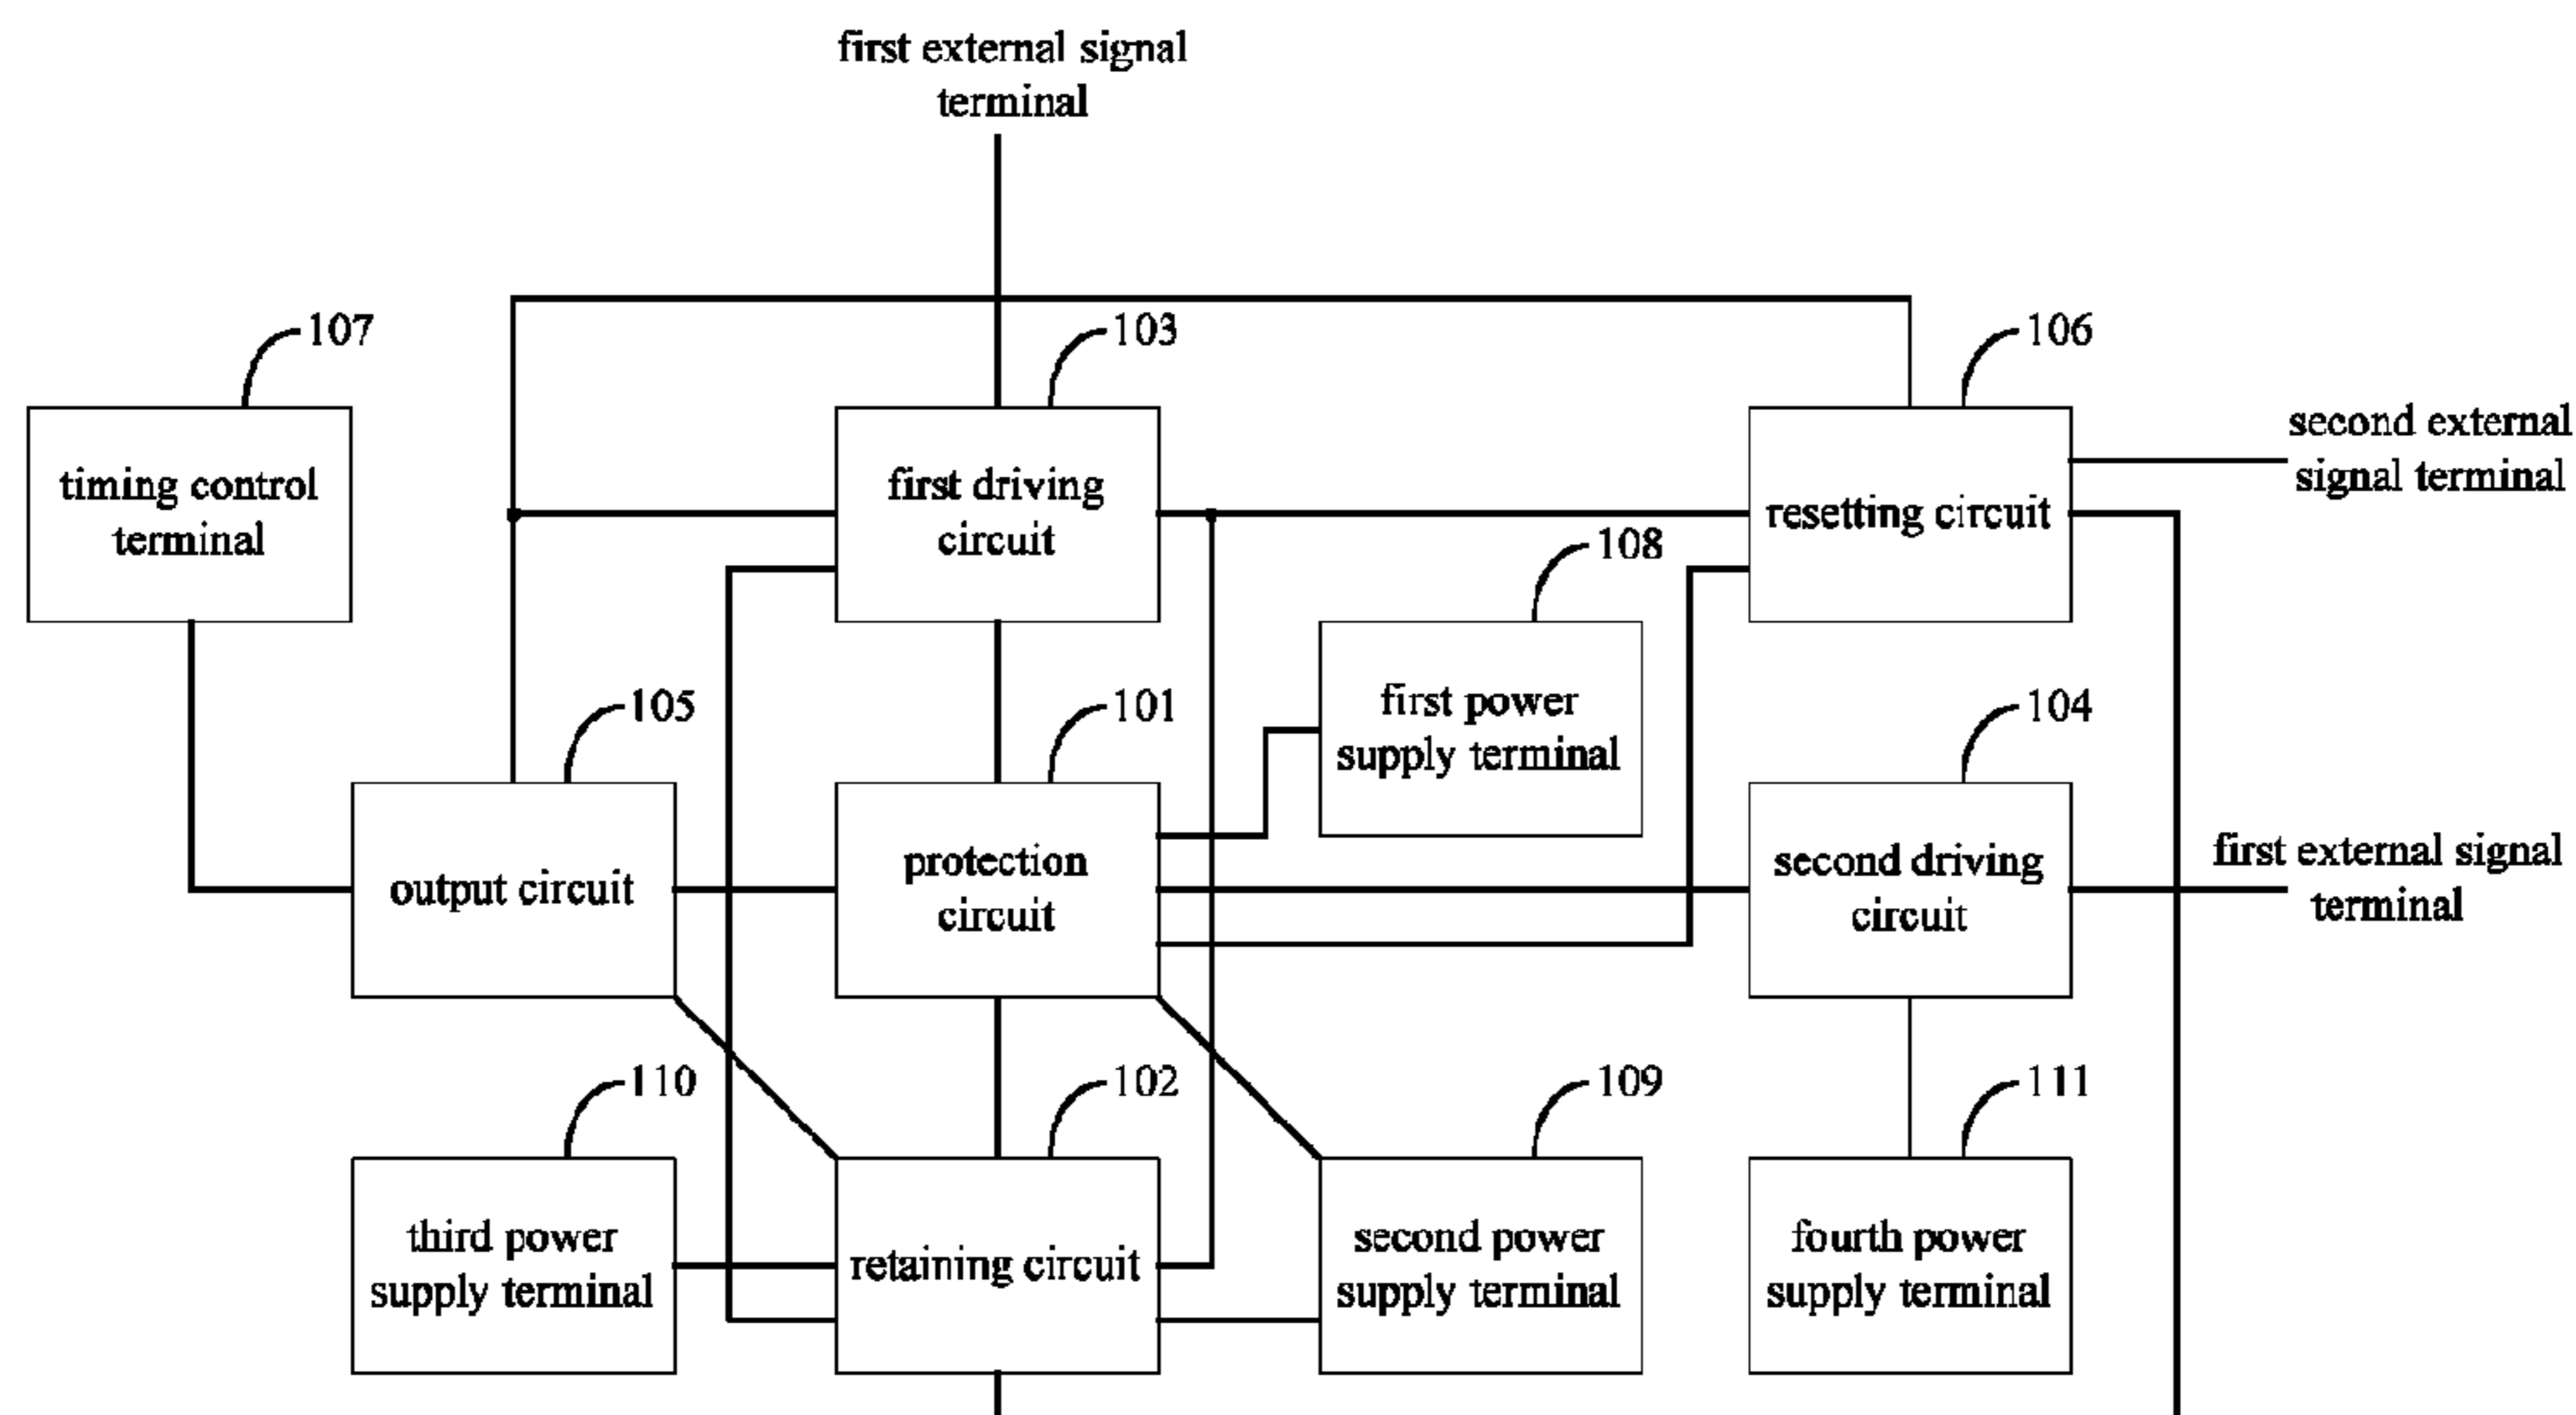 first external signal
terminal
107
103
106
timing control
terminal
first driving
circuit
resetting circuit
second external
signal terminal
108
first power
supply terminal
105
101
104
output circuit
protection
circuit
second driving
circuit
first external signal
terminal
110
102
109
111
third power
supply terminal
retaining circuit
second power
supply terminal
fourth power
supply terminal